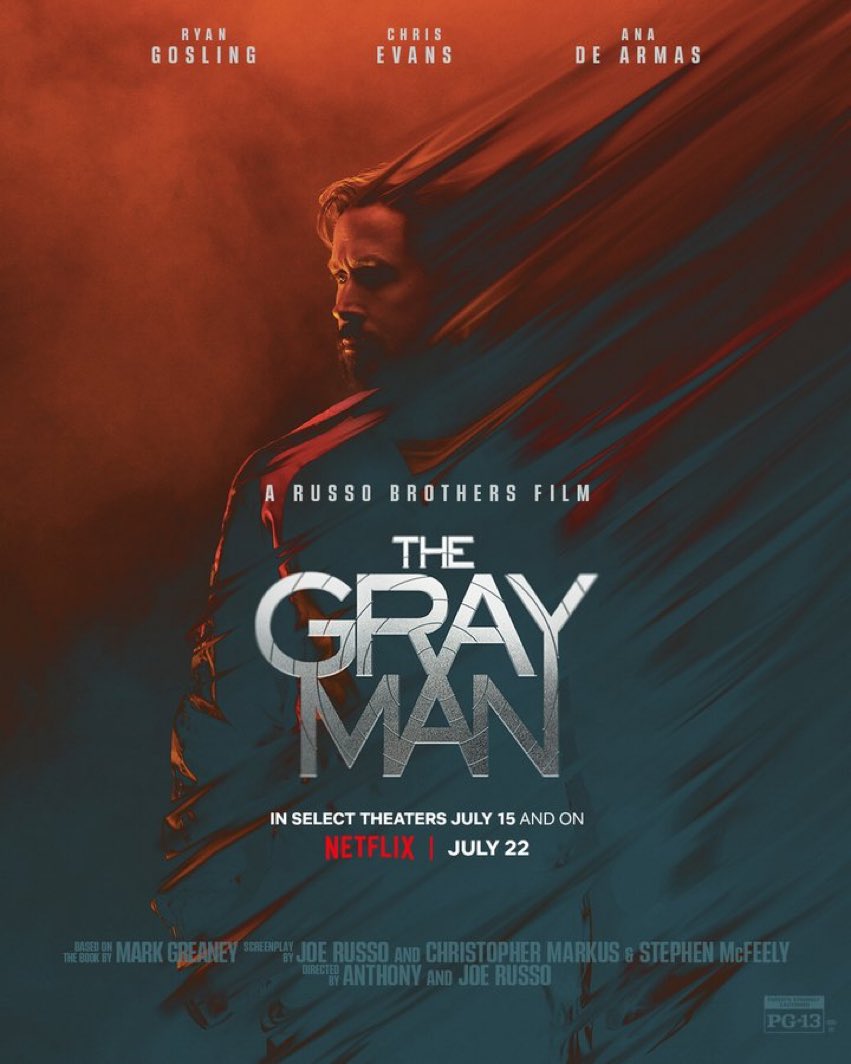 RYAN GOSLING
CHRIS EVANS
ANA DE ARMAS
A RUSSO BROTHERS FILM
THE
GRAY
MAN
IN SELECT THEATERS JULY 15 AND ON
NETFLIX | JULY 22
BASED ON THE BOOK BY MARK GREANEY SCREENPLAY BY JOE RUSSO AND CHRISTOPHER MARKUS & STEPHEN McFEELY
DIRECTED BY ANTHONY AND JOE RUSSO
PG-13